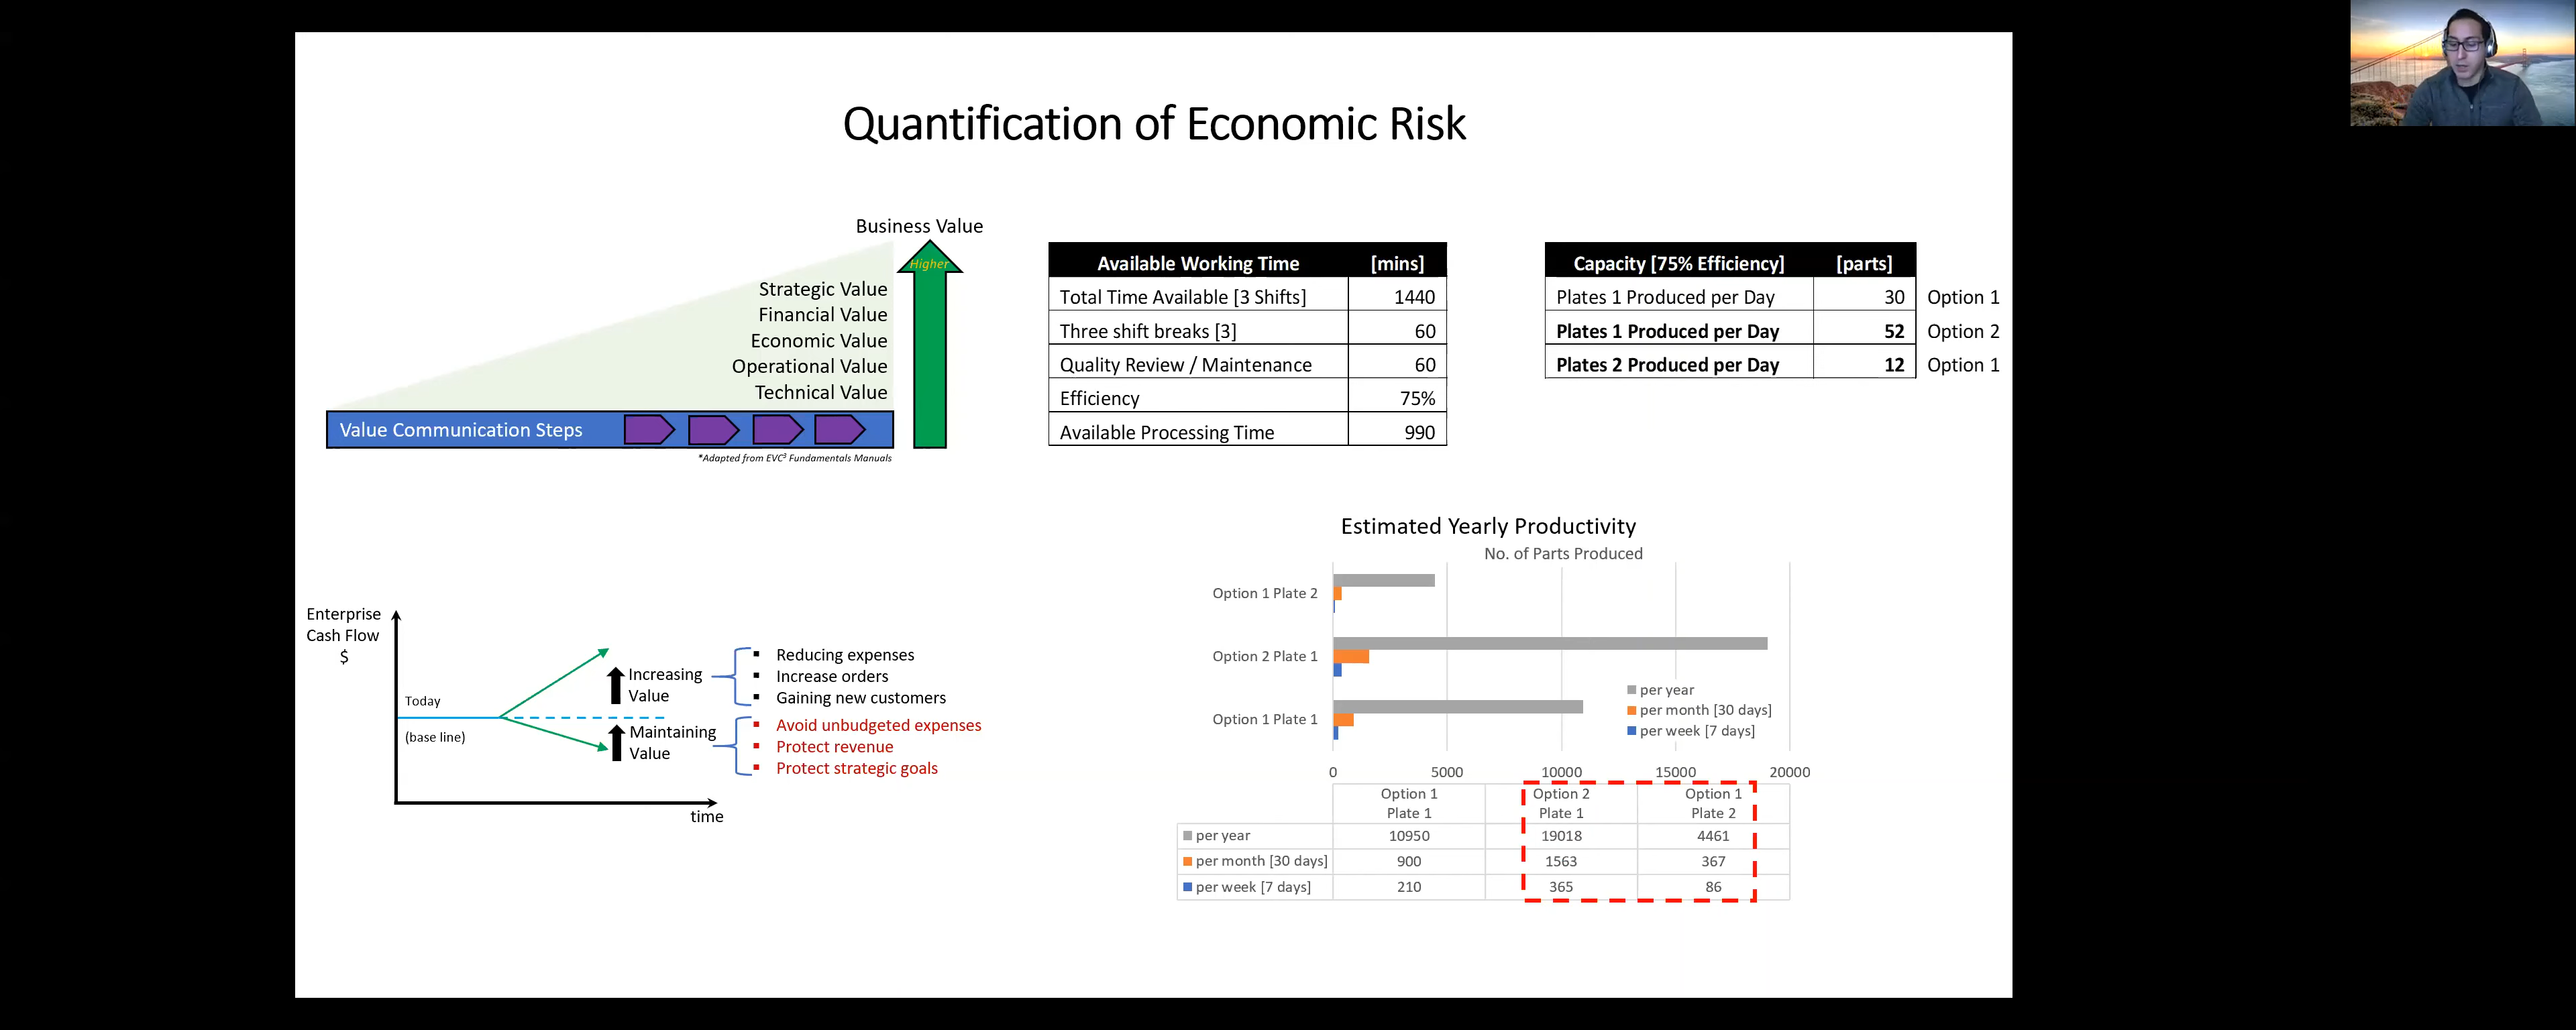 Quantification of Economic Risk
Business Value
Higher
Strategic Value
Financial Value
Economic Value
Operational Value
Technical Value
Value Communication Steps
*Adapted from EVC³ Fundamentals Manuals
Available Working Time [mins]
Total Time Available [3 Shifts] 1440
Three shift breaks [3] 60
Quality Review / Maintenance 60
Efficiency 75%
Available Processing Time 990
Capacity [75% Efficiency] [parts]
Plates 1 Produced per Day 30 Option 1
Plates 1 Produced per Day 52 Option 2
Plates 2 Produced per Day 12 Option 1
Enterprise
Cash Flow
$
Today
(base line)
time
Increasing
Value
Reducing expenses
Increase orders
Gaining new customers
Maintaining
Value
Avoid unbudgeted expenses
Protect revenue
Protect strategic goals
Estimated Yearly Productivity
No. of Parts Produced
Option 1 Plate 2
Option 2 Plate 1
Option 1 Plate 1
per year
per month [30 days]
per week [7 days]
0 5000 10000 15000 20000
Option 1 Option 2 Option 1
Plate 1 Plate 1 Plate 2
per year 10950 19018 4461
per month [30 days] 900 1563 367
per week [7 days] 210 365 86